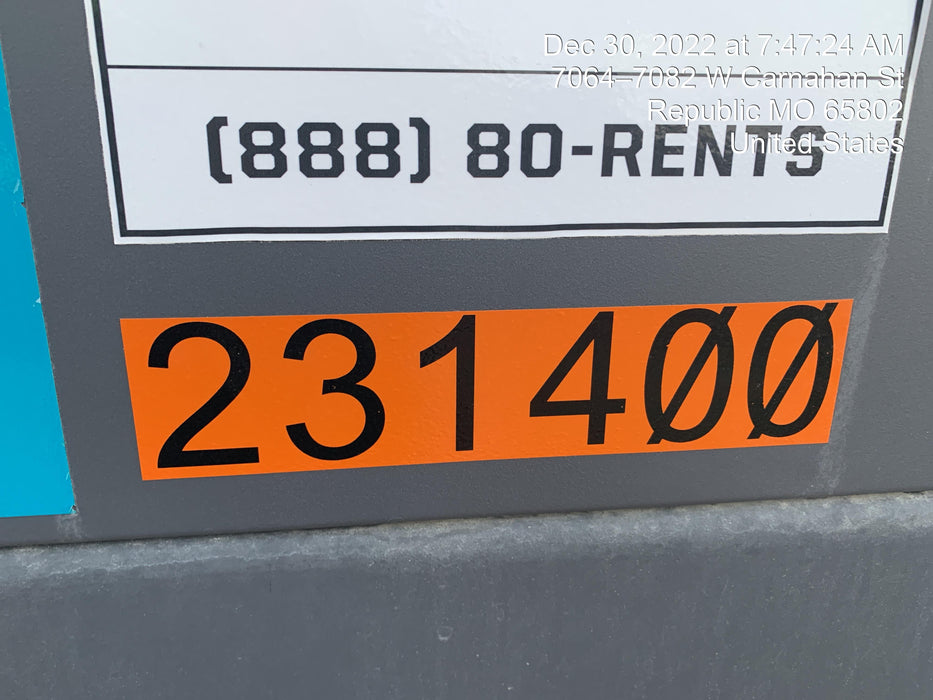 Dec 30, 2022 at 7:47:24 AM
7064–7082 W Carnahan St
Republic MO 65802
United States
(888) 80-RENTS
231400